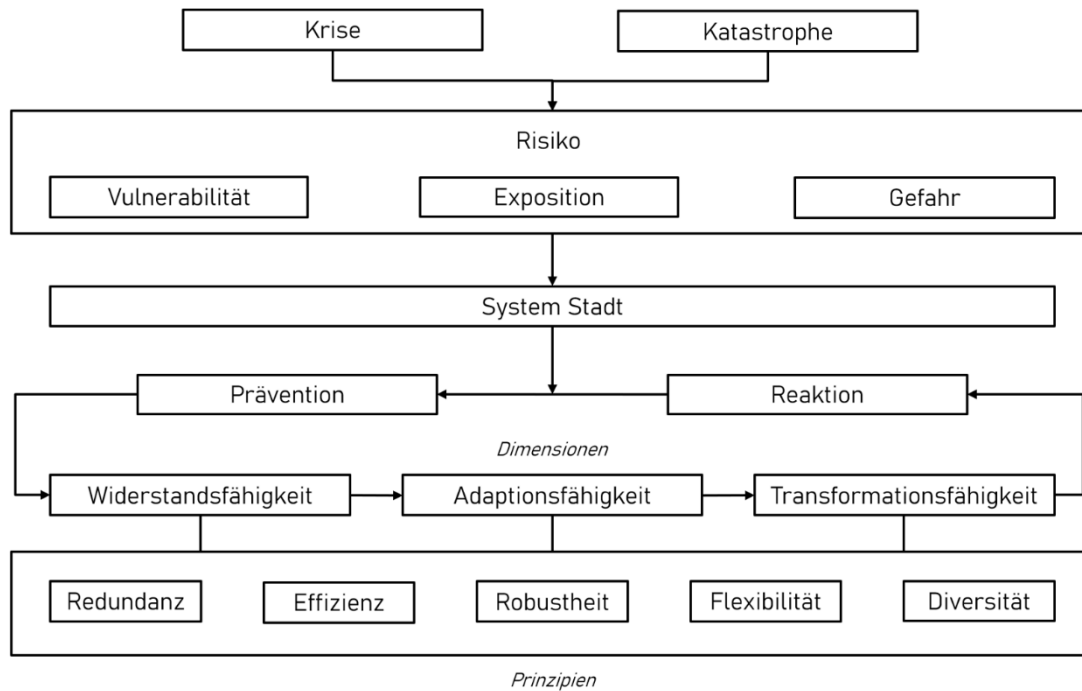 Krise
Katastrophe
Risiko
Vulnerabilität
Exposition
Gefahr
System Stadt
Prävention
Reaktion
Dimensionen
Widerstandsfähigkeit
Adaptionsfähigkeit
Transformationsfähigkeit
Redundanz
Effizienz
Robustheit
Flexibilität
Diversität
Prinzipien